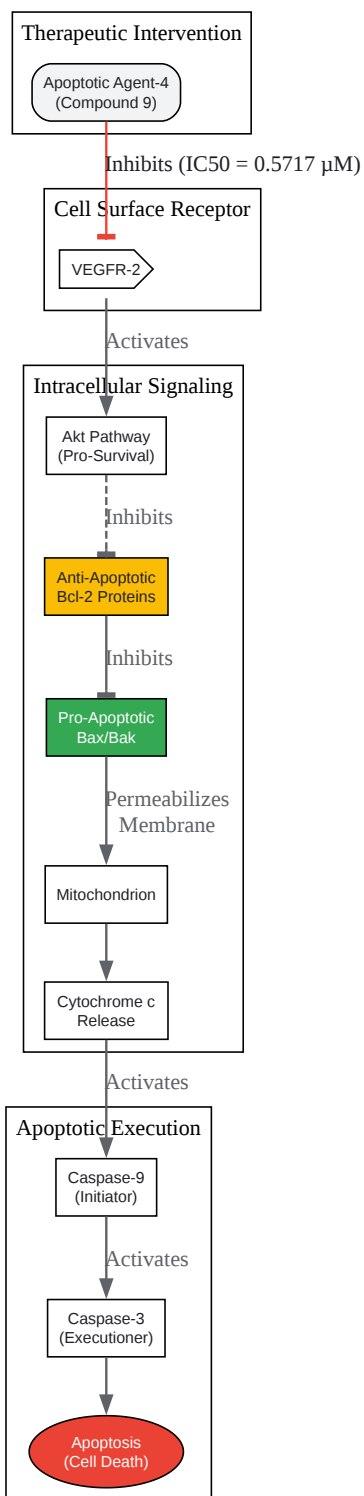 Therapeutic Intervention
Apoptotic Agent-4
(Compound 9)
Inhibits (IC50 = 0.5717 µM)
Cell Surface Receptor
VEGFR-2
Activates
Intracellular Signaling
Akt Pathway
(Pro-Survival)
Inhibits
Anti-Apoptotic
Bcl-2 Proteins
Inhibits
Pro-Apoptotic
Bax/Bak
Permeabilizes
Membrane
Mitochondrion
Cytochrome c
Release
Activates
Apoptotic Execution
Caspase-9
(Initiator)
Activates
Caspase-3
(Executioner)
Apoptosis
(Cell Death)